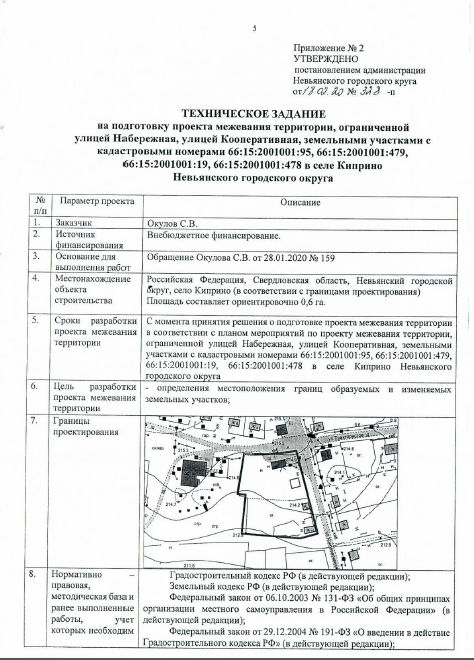 5
Приложение № 2
УТВЕРЖДЕНО
постановлением администрации
Невьянского городского круга
от 18.02.20 № 323 -п
ТЕХНИЧЕСКОЕ ЗАДАНИЕ
на подготовку проекта межевания территории, ограниченной
улицей Набережная, улицей Кооперативная, земельными участками с
кадастровыми номерами 66:15:2001001:95, 66:15:2001001:479,
66:15:2001001:19, 66:15:2001001:478 в селе Киприно
Невьянского городского округа
№ Параметр проекта Описание
п/п
1. Заказчик Окулов С.В.
2. Источник Внебюджетное финансирование.
финансирования
3. Основание для Обращение Окулова С.В. от 28.01.2020 № 159
выполнения работ
4. Местонахождение Российская Федерация, Свердловская область, Невьянский городской
объекта округ, село Киприно (в соответствии с границами проектирования)
строительства Площадь составляет ориентировочно 0,6 га.
5. Сроки разработки С момента принятия решения о подготовке проекта межевания территории
проекта межевания в соответствии с планом мероприятий по проекту межевания территории,
территории ограниченной улицей Набережная, улицей Кооперативная, земельными
участками с кадастровыми номерами 66:15:2001001:95, 66:15:2001001:479,
66:15:2001001:19, 66:15:2001001:478 в селе Киприно Невьянского
городского округа
6. Цель разработки - определения местоположения границ образуемых и изменяемых
проекта межевания земельных участков;
территории
7. Границы
проектирования
8. Нормативно – Градостроительный кодекс РФ (в действующей редакции);
правовая, Земельный кодекс РФ (в действующей редакции);
методическая база и Федеральный закон от 06.10.2003 № 131-ФЗ «Об общих принципах
ранее выполненные организации местного самоуправления в Российской Федерации» (в
работы, учет действующей редакции);
которых необходим Федеральный закон от 29.12.2004 № 191-ФЗ «О введении в действие
Градостроительного кодекса РФ» (в действующей редакции);